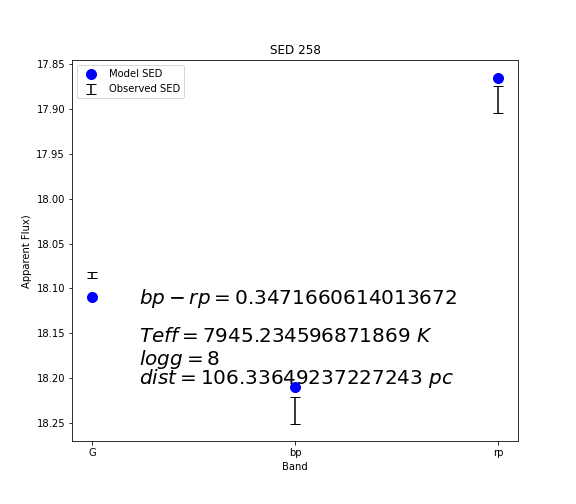 SED 258
Model SED
Observed SED
17.85
17.90
17.95
18.00
18.05
18.10
18.15
18.20
18.25
Apparent Flux)
bp − rp = 0.3471660614013672
Teff = 7945.234596871869 K
logg = 8
dist = 106.33649237227243 pc
G bp rp
Band